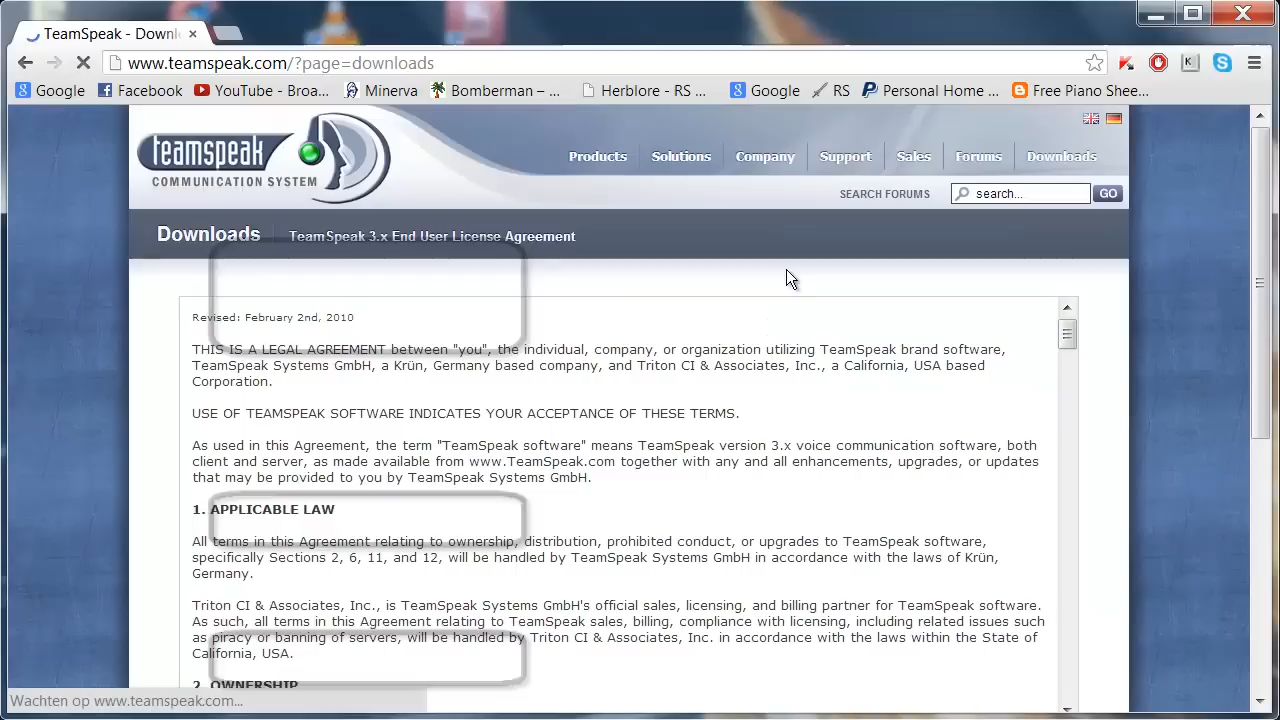 TeamSpeak - Downl
www.teamspeak.com/?page=downloads
Google Facebook YouTube - Broa... Minerva Bomberman – ... Herblore - RS ... Google RS Personal Home ... Free Piano Shee...
teamspeak
COMMUNICATION SYSTEM
Products Solutions Company Support Sales Forums Downloads
SEARCH FORUMS search... GO
Downloads TeamSpeak 3.x End User License Agreement
Revised: February 2nd, 2010
THIS IS A LEGAL AGREEMENT between "you", the individual, company, or organization utilizing TeamSpeak brand software,
TeamSpeak Systems GmbH, a Krün, Germany based company, and Triton CI & Associates, Inc., a California, USA based
Corporation.
USE OF TEAMSPEAK SOFTWARE INDICATES YOUR ACCEPTANCE OF THESE TERMS.
As used in this Agreement, the term "TeamSpeak software" means TeamSpeak version 3.x voice communication software, both
client and server, as made available from www.TeamSpeak.com together with any and all enhancements, upgrades, or updates
that may be provided to you by TeamSpeak Systems GmbH.
1. APPLICABLE LAW
All terms in this Agreement relating to ownership, distribution, prohibited conduct, or upgrades to TeamSpeak software,
specifically Sections 2, 6, 11, and 12, will be handled by TeamSpeak Systems GmbH in accordance with the laws of Krün,
Germany.
Triton CI & Associates, Inc., is TeamSpeak Systems GmbH's official sales, licensing, and billing partner for TeamSpeak software.
As such, all terms in this Agreement relating to TeamSpeak sales, billing, compliance with licensing, including related issues such
as piracy or banning of servers, will be handled by Triton CI & Associates, Inc. in accordance with the laws within the State of
California, USA.
2. OWNERSHIP
Wachten op www.teamspeak.com...